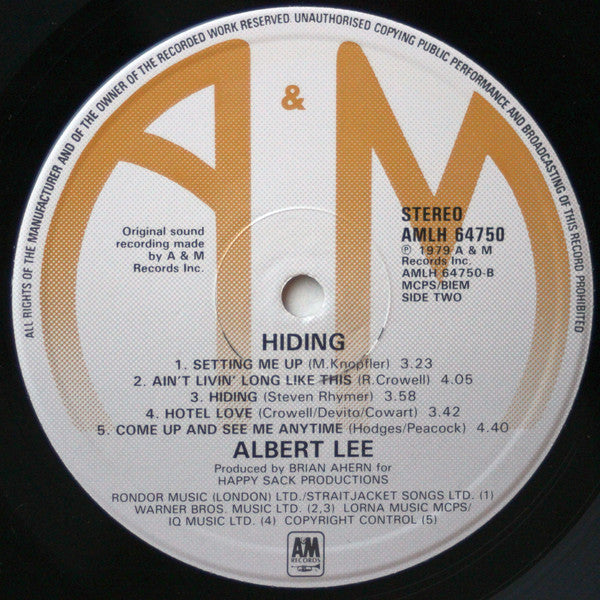 ALL RIGHTS OF THE MANUFACTURER AND OF THE OWNER OF THE RECORDED WORK RESERVED. UNAUTHORISED COPYING PUBLIC PERFORMANCE AND BROADCASTING OF THIS RECORD PROHIBITED
A & M
Original sound
recording made
by A & M
Records Inc.
STEREO
AMLH 64750
℗ 1979 A & M
Records Inc.
AMLH 64750-B
MCPS/BIEM
SIDE TWO
HIDING
1. SETTING ME UP (M.Knopfler) 3.23
2. AIN'T LIVIN' LONG LIKE THIS (R.Crowell) 4.05
3. HIDING (Steven Rhymer) 3.58
4. HOTEL LOVE (Crowell/Devito/Cowart) 3.42
5. COME UP AND SEE ME ANYTIME (Hodges/Peacock) 4.40
ALBERT LEE
Produced by BRIAN AHERN for
HAPPY SACK PRODUCTIONS
RONDOR MUSIC (LONDON) LTD./STRAITJACKET SONGS LTD. (1)
WARNER BROS. MUSIC LTD. (2,3) LORNA MUSIC MCPS/
IQ MUSIC LTD. (4) COPYRIGHT CONTROL (5)
A&M
RECORDS